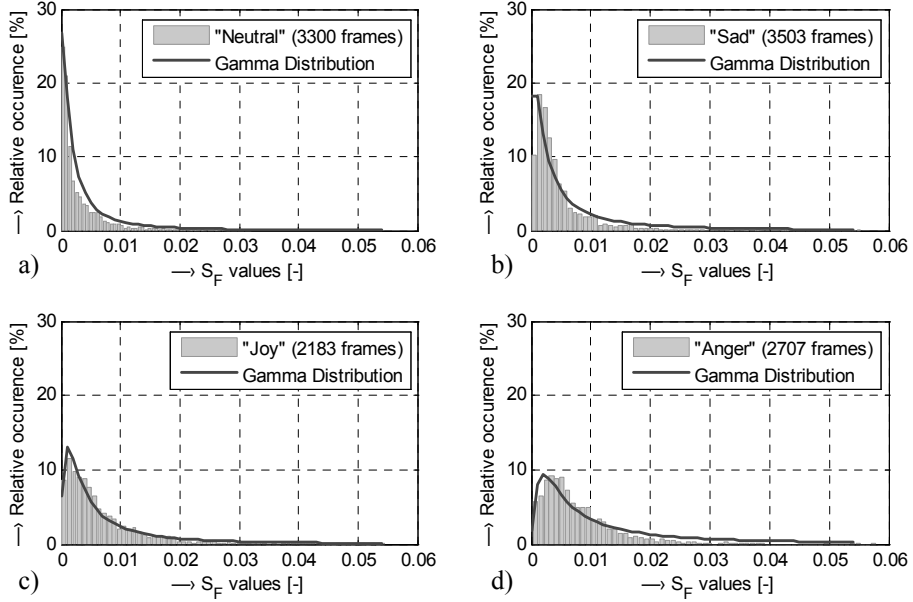 30
20
10
0
—> Relative occurence [%]
"Neutral" (3300 frames)
Gamma Distribution
0 0.01 0.02 0.03 0.04 0.05 0.06
a)
—> S_F values [-]
30
20
10
0
—> Relative occurence [%]
"Sad" (3503 frames)
Gamma Distribution
0 0.01 0.02 0.03 0.04 0.05 0.06
b)
—> S_F values [-]
30
20
10
0
—> Relative occurence [%]
"Joy" (2183 frames)
Gamma Distribution
0 0.01 0.02 0.03 0.04 0.05 0.06
c)
—> S_F values [-]
30
20
10
0
—> Relative occurence [%]
"Anger" (2707 frames)
Gamma Distribution
0 0.01 0.02 0.03 0.04 0.05 0.06
d)
—> S_F values [-]